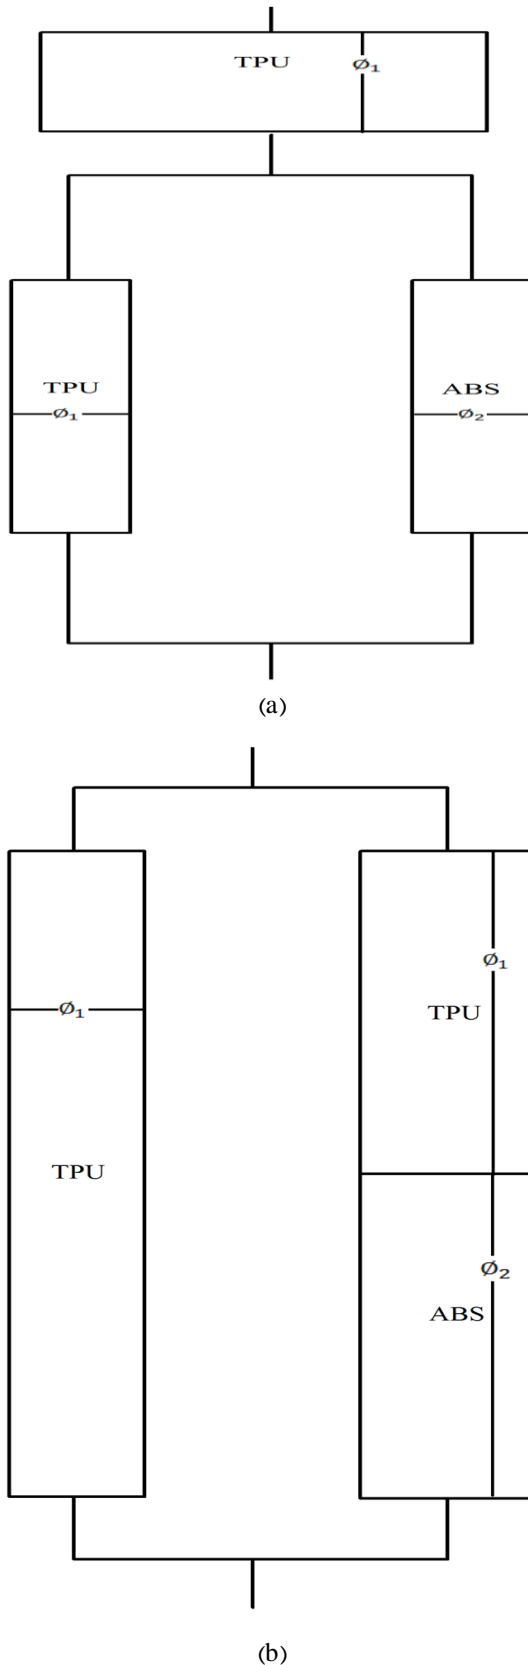 TPU Ø₁
TPU ABS
Ø₁ Ø₂
(a)
Ø₁
Ø₁
TPU
TPU
Ø₂
ABS
(b)